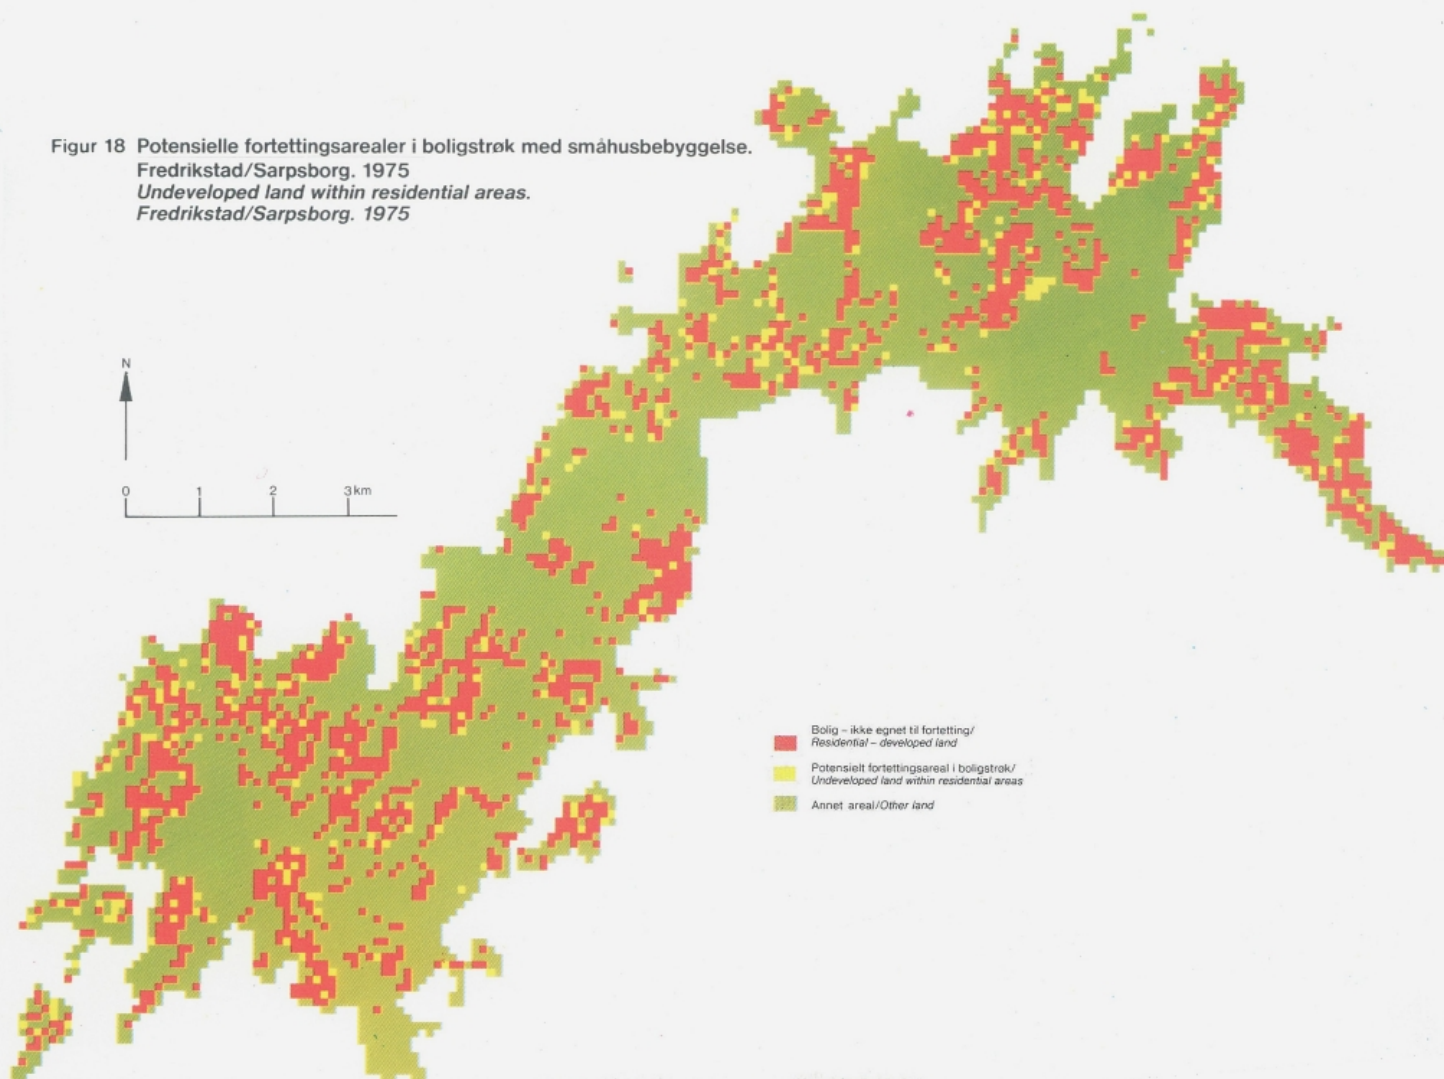 Figur 18 Potensielle fortettingsarealer i boligstrøk med småhusbebyggelse.
Fredrikstad/Sarpsborg. 1975
Undeveloped land within residential areas.
Fredrikstad/Sarpsborg. 1975
N
0 1 2 3 km
Bolig – ikke egnet til fortetting/
Residential – developed land
Potensielt fortettingsareal i boligstrøk/
Undeveloped land within residential areas
Annet areal/Other land